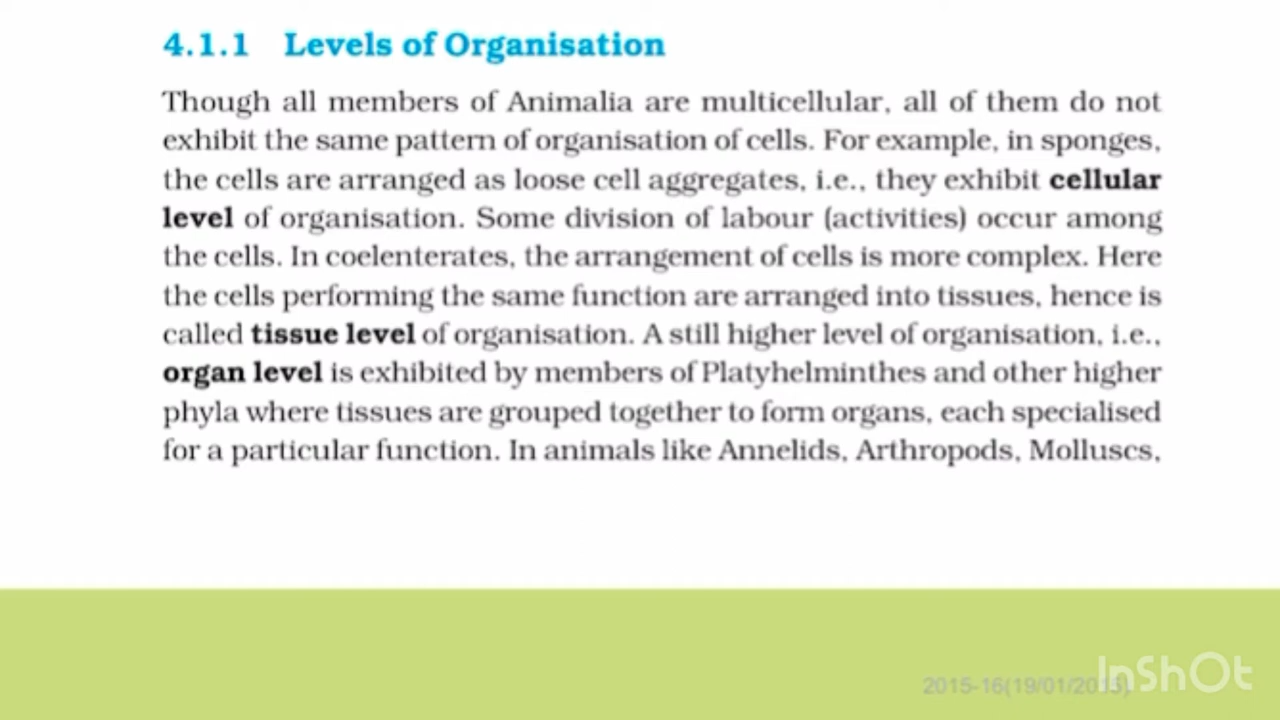 4.1.1 Levels of Organisation
Though all members of Animalia are multicellular, all of them do not
exhibit the same pattern of organisation of cells. For example, in sponges,
the cells are arranged as loose cell aggregates, i.e., they exhibit cellular
level of organisation. Some division of labour (activities) occur among
the cells. In coelenterates, the arrangement of cells is more complex. Here
the cells performing the same function are arranged into tissues, hence is
called tissue level of organisation. A still higher level of organisation, i.e.,
organ level is exhibited by members of Platyhelminthes and other higher
phyla where tissues are grouped together to form organs, each specialised
for a particular function. In animals like Annelids, Arthropods, Molluscs,
2015-16(19/01/2015)
InShOt